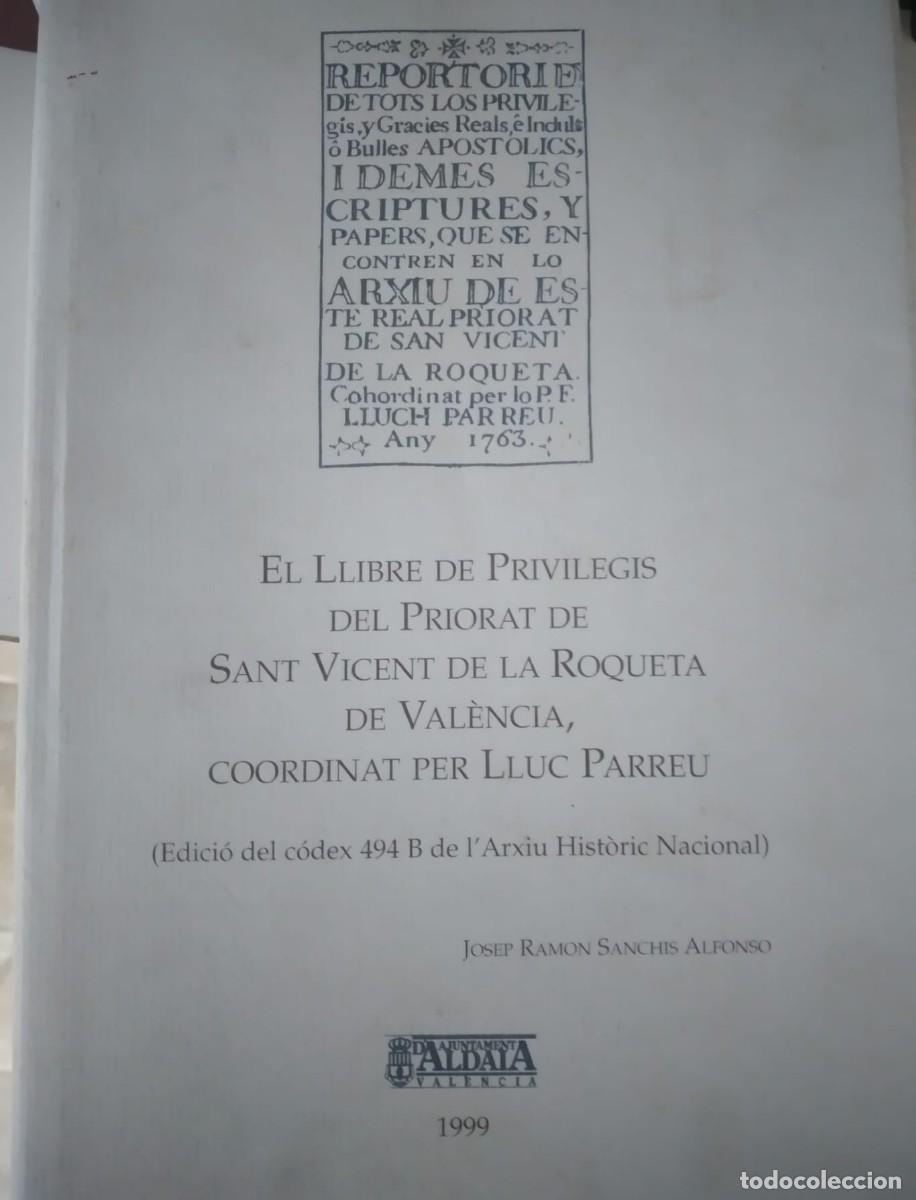 REPORTORIE
DE TOTS LOS PRIVILE-
gis, y Gracies Reals, ê Induls
ô Bulles APOSTOLICS,
I DEMES ES-
CRIPTURES, Y
PAPERS, QUE SE EN-
CONTREN EN LO
ARXIU DE ES-
TE REAL PRIORAT
DE SAN VICENT
DE LA ROQUETA.
Cohordinat per lo P. F.
LLUCH PARREU.
Any 1763.
EL LLIBRE DE PRIVILEGIS
DEL PRIORAT DE
SANT VICENT DE LA ROQUETA
DE VALÈNCIA,
COORDINAT PER LLUC PARREU
(Edició del códex 494 B de l'Arxiu Històric Nacional)
JOSEP RAMON SANCHIS ALFONSO
AJUNTAMENT
D'ALDAIA
VALÈNCIA
1999
todocoleccion